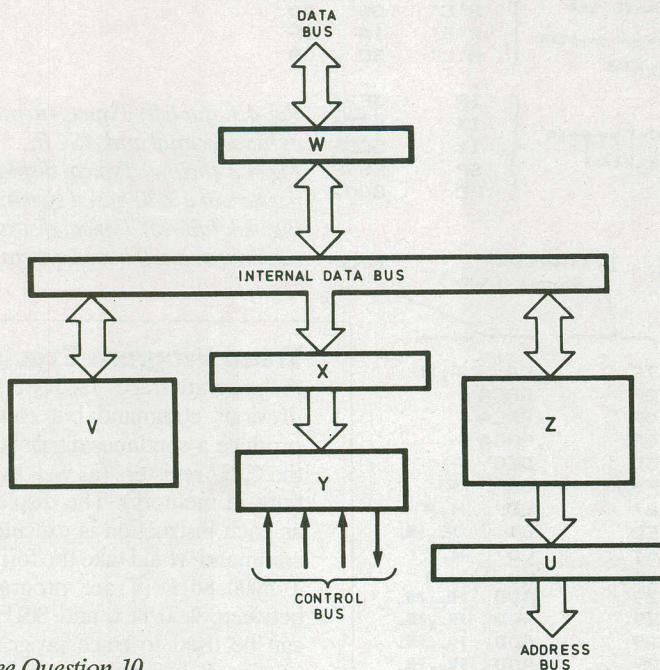 DATA
BUS
W
INTERNAL DATA BUS
V
X
Z
Y
U
CONTROL
BUS
ADDRESS
BUS
ee Question 10